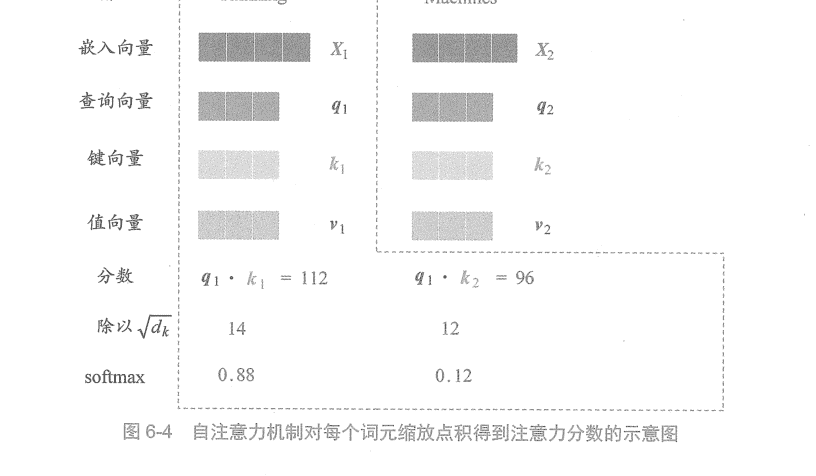 嵌入向量 X1 X2
查询向量 q1 q2
键向量 k1 k2
值向量 v1 v2
分数 q1 · k1 = 112 q1 · k2 = 96
除以 √dk 14 12
softmax 0.88 0.12
图 6-4 自注意力机制对每个词元缩放点积得到注意力分数的示意图